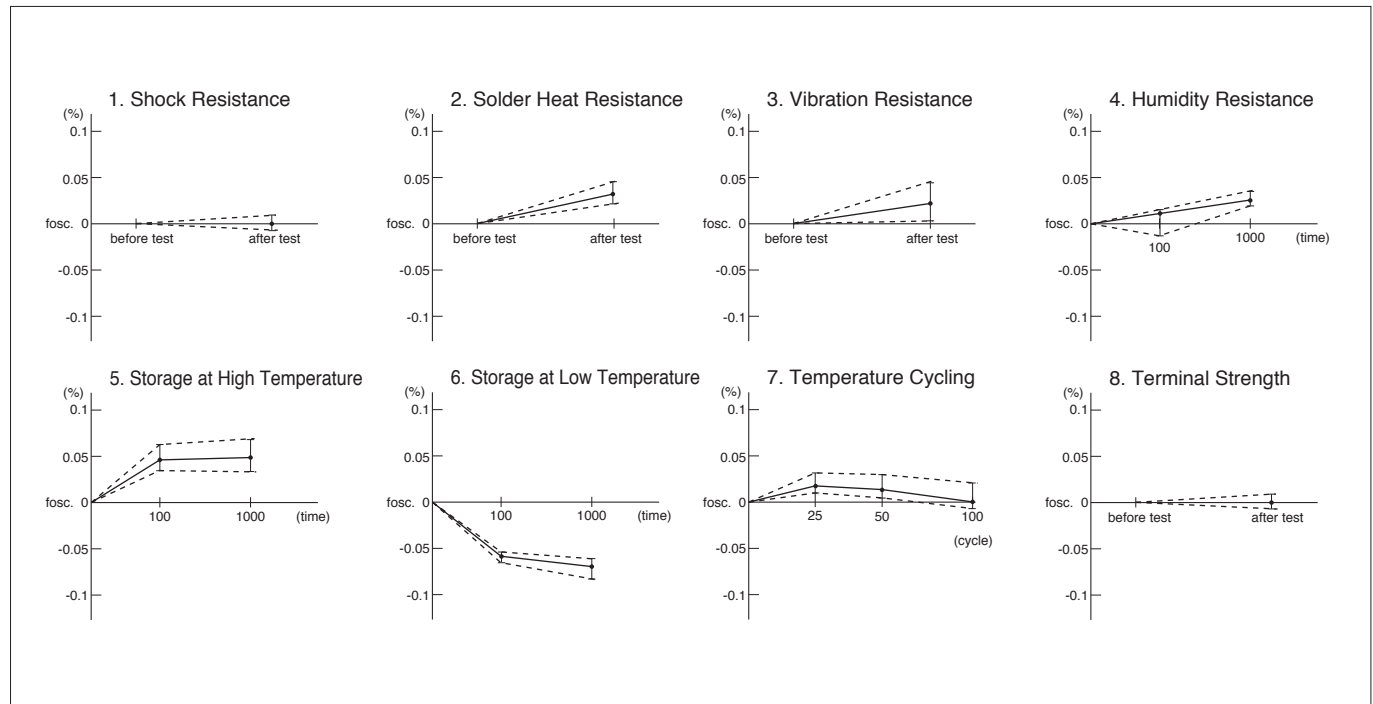 1. Shock Resistance
(%)
0.1
0.05
fosc. 0
before test after test
-0.05
-0.1
2. Solder Heat Resistance
(%)
0.1
0.05
fosc. 0
before test after test
-0.05
-0.1
3. Vibration Resistance
(%)
0.1
0.05
fosc. 0
before test after test
-0.05
-0.1
4. Humidity Resistance
(%)
0.1
0.05
fosc. 0
100 1000 (time)
-0.05
-0.1
5. Storage at High Temperature
(%)
0.1
0.05
fosc. 0
100 1000 (time)
-0.05
-0.1
6. Storage at Low Temperature
(%)
0.1
0.05
fosc. 0
100 1000 (time)
-0.05
-0.1
7. Temperature Cycling
(%)
0.1
0.05
fosc. 0
25 50 100
(cycle)
-0.05
-0.1
8. Terminal Strength
(%)
0.1
0.05
fosc. 0
before test after test
-0.05
-0.1